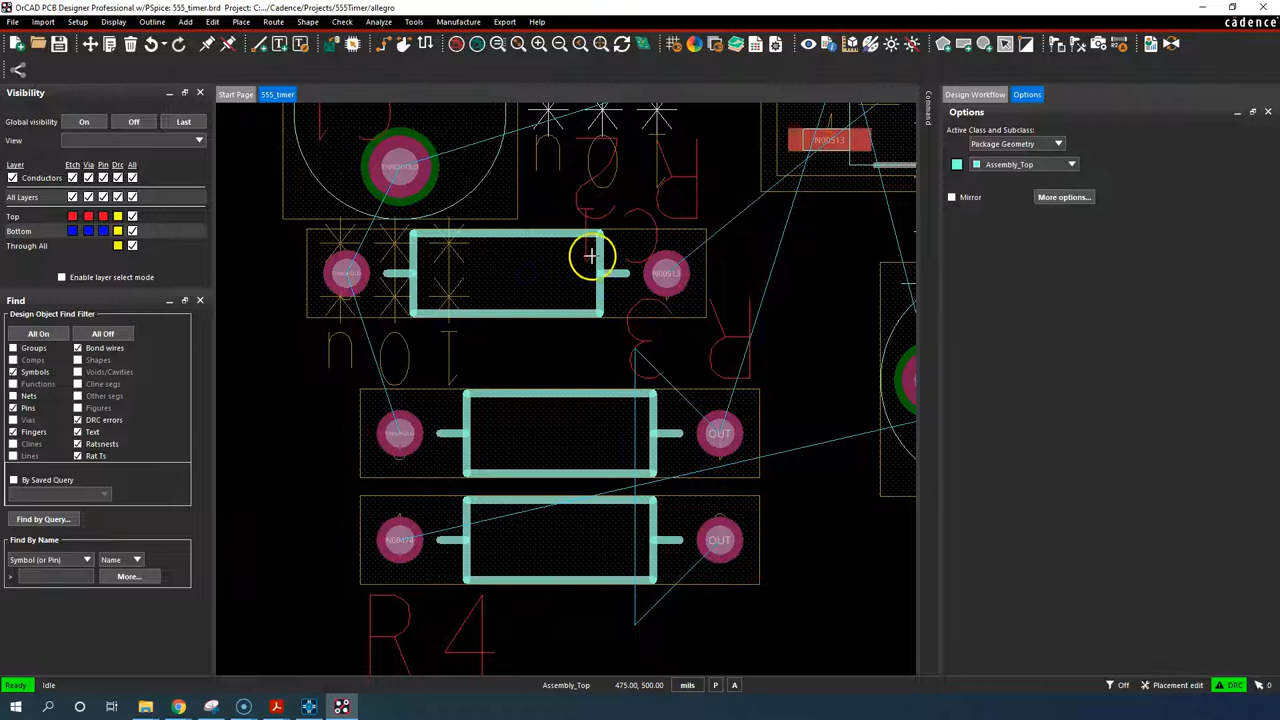 OrCAD PCB Designer Professional w/PSpice: 555_timer.brd Project: C:.../Cadence/Projects/555Timer/allegro
File Import Setup Display Outline Add Edit Place Route Shape Check Analyze Tools Manufacture Export Help
cadence
Visibility
Global visibility On Off Last
View
Layer Etch Via Pin Drc All
Conductors
All Layers
Top
Bottom
Through All
Enable layer select mode
Find
Design Object Find Filter
All On All Off
Groups Bond wires
Comps Shapes
Symbols Voids/Cavities
Functions Cline segs
Nets Other segs
Pins Figures
Vias DRC errors
Fingers Text
Clines Ratsnests
Lines Rat Ts
By Saved Query
Find by Query...
Find By Name
Symbol (or Pin) Name
> More...
Start Page 555_timer
THRESHOLD
N00513
N00513
OUT
N00474 OUT
R4
Command
Design Workflow Options
Options
Active Class and Subclass:
Package Geometry
Assembly_Top
Mirror More options...
Ready Idle Assembly_Top 475.00, 500.00 mils P A Off Placement edit DRC 0